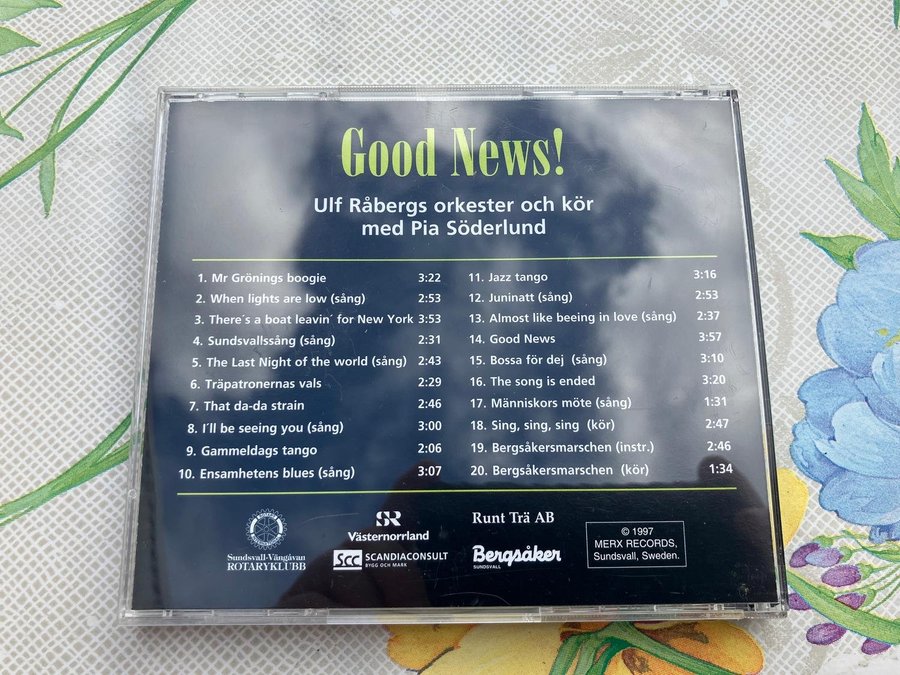 Good News!
Ulf Råbergs orkester och kör
med Pia Söderlund
1. Mr Grönings boogie 3:22
2. When lights are low (sång) 2:53
3. There´s a boat leavin´ for New York 3:53
4. Sundsvallssång (sång) 2:31
5. The Last Night of the world (sång) 2:43
6. Träpatronernas vals 2:29
7. That da-da strain 2:46
8. I´ll be seeing you (sång) 3:00
9. Gammeldags tango 2:06
10. Ensamhetens blues (sång) 3:07
11. Jazz tango 3:16
12. Juninatt (sång) 2:53
13. Almost like beeing in love (sång) 2:37
14. Good News 3:57
15. Bossa för dej (sång) 3:10
16. The song is ended 3:20
17. Människors möte (sång) 1:31
18. Sing, sing, sing (kör) 2:47
19. Bergsåkersmarschen (instr.) 2:46
20. Bergsåkersmarschen (kör) 1:34
Sundsvall-Vängåvan
ROTARYKLUBB
SR
Västernorrland
SCC SCANDIACONSULT
BYGG OCH MARK
Runt Trä AB
Bergsåker
SUNDSVALL
© 1997
MERX RECORDS,
Sundsvall, Sweden.